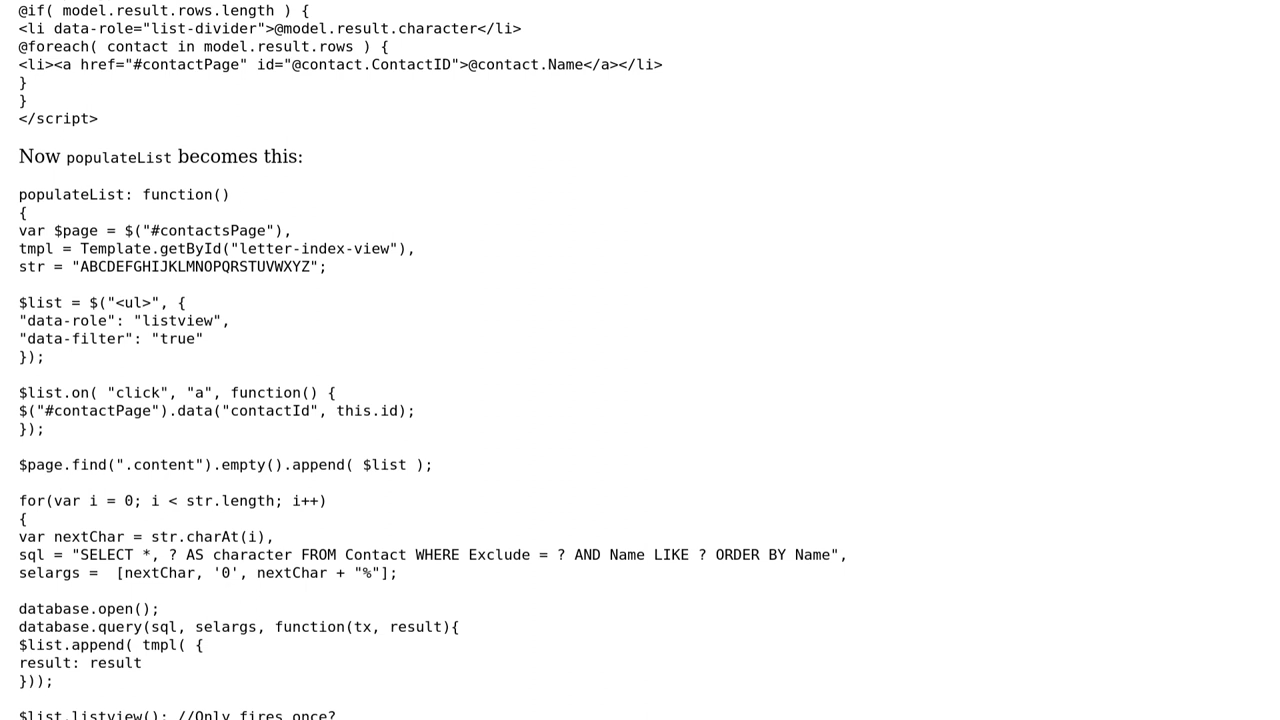 @if( model.result.rows.length ) {
<li data-role="list-divider">@model.result.character</li>
@foreach( contact in model.result.rows ) {
<li><a href="#contactPage" id="@contact.ContactID">@contact.Name</a></li>
}
}
</script>
Now populateList becomes this:
populateList: function()
{
var $page = $("#contactsPage"),
tmpl = Template.getById("letter-index-view"),
str = "ABCDEFGHIJKLMNOPQRSTUVWXYZ";
$list = $("<ul>", {
"data-role": "listview",
"data-filter": "true"
});
$list.on( "click", "a", function() {
$("#contactPage").data("contactId", this.id);
});
$page.find(".content").empty().append( $list );
for(var i = 0; i < str.length; i++)
{
var nextChar = str.charAt(i),
sql = "SELECT *, ? AS character FROM Contact WHERE Exclude = ? AND Name LIKE ? ORDER BY Name",
selargs =  [nextChar, '0', nextChar + "%"];
database.open();
database.query(sql, selargs, function(tx, result){
$list.append( tmpl( {
result: result
}));
$list.listview(); //Only fires once?